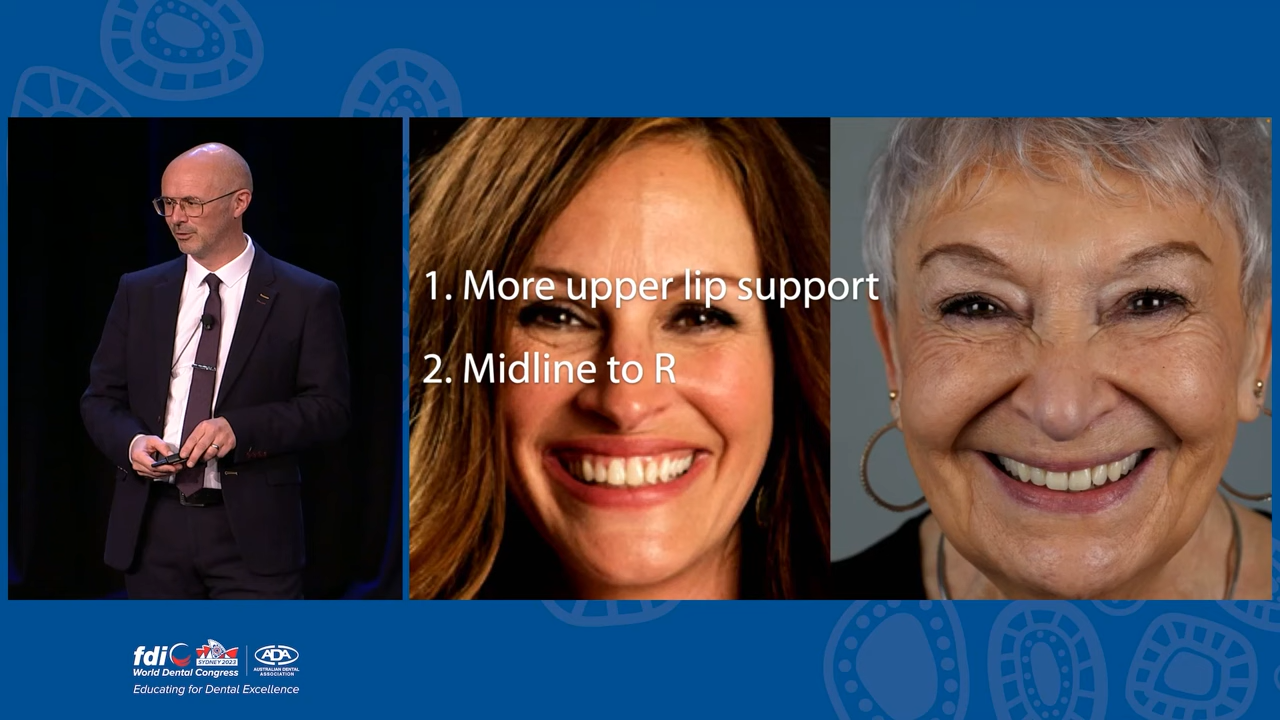 1. More upper lip support
2. Midline to R
fdi
SYDNEY 2023
World Dental Congress
ADA
AUSTRALIAN DENTAL
ASSOCIATION
Educating for Dental Excellence